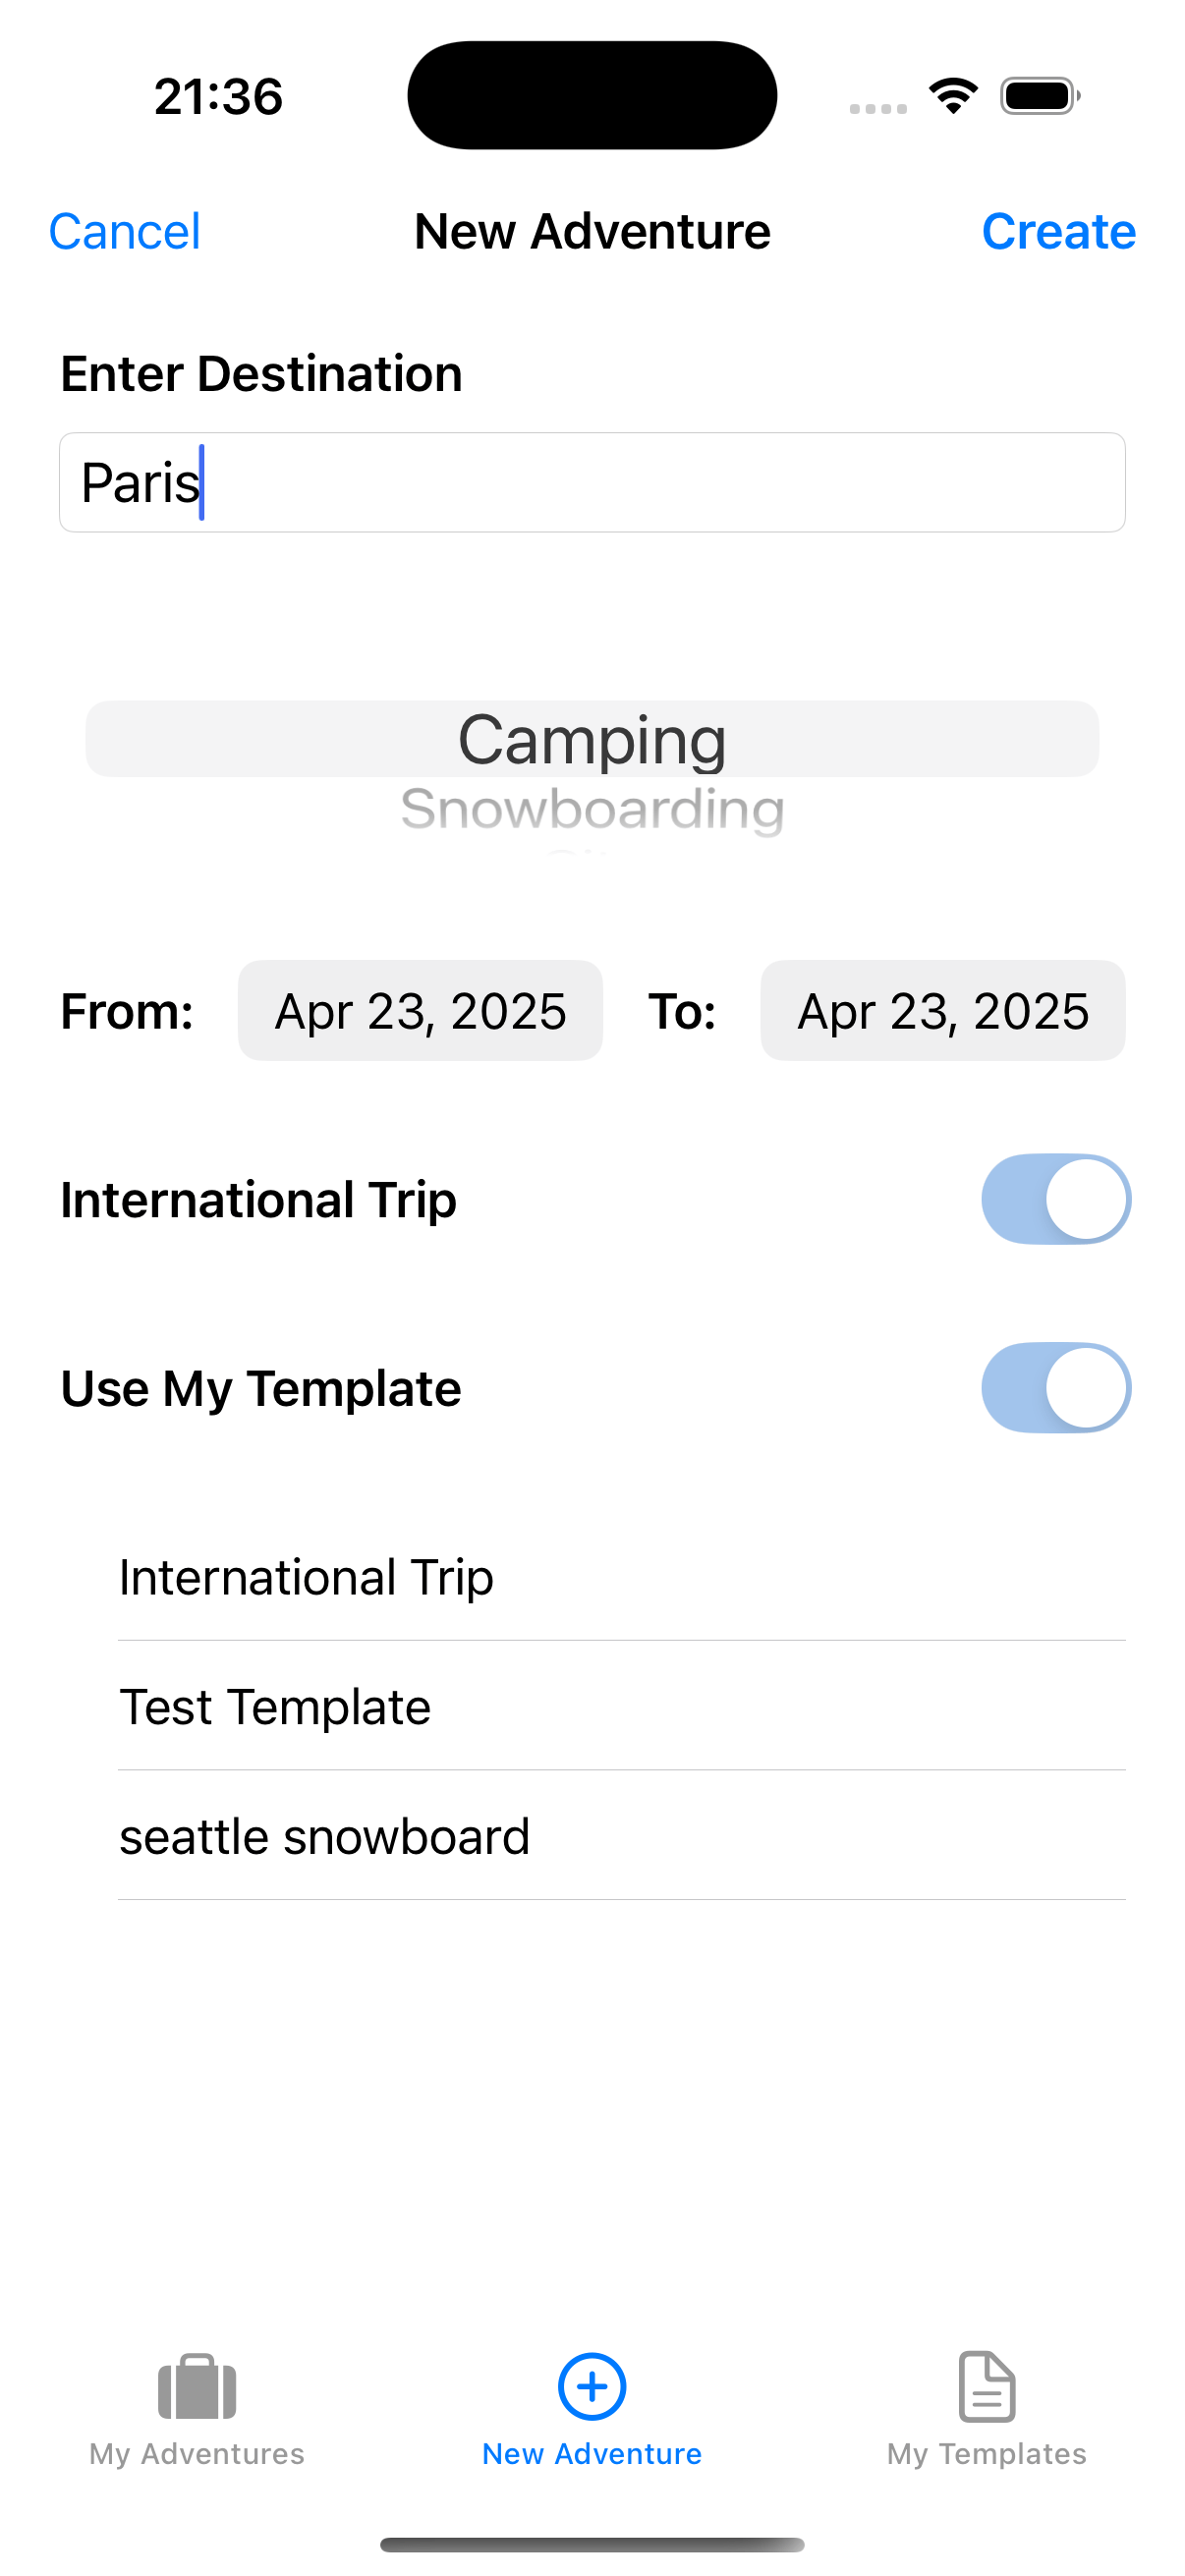 21:36
Cancel New Adventure Create
Enter Destination
Paris
Camping
Snowboarding
From: Apr 23, 2025 To: Apr 23, 2025
International Trip
Use My Template
International Trip
Test Template
seattle snowboard
My Adventures New Adventure My Templates